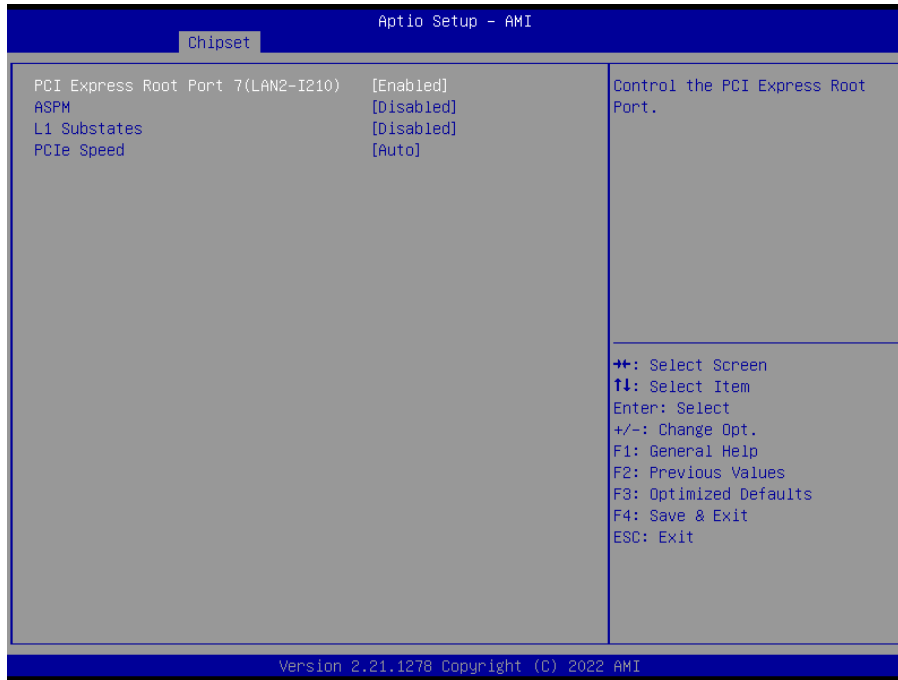 Aptio Setup - AMI
Chipset
PCI Express Root Port 7(LAN2-I210) [Enabled]
ASPM [Disabled]
L1 Substates [Disabled]
PCIe Speed [Auto]
Control the PCI Express Root
Port.
→←: Select Screen
↑↓: Select Item
Enter: Select
+/-: Change Opt.
F1: General Help
F2: Previous Values
F3: Optimized Defaults
F4: Save & Exit
ESC: Exit
Version 2.21.1278 Copyright (C) 2022 AMI